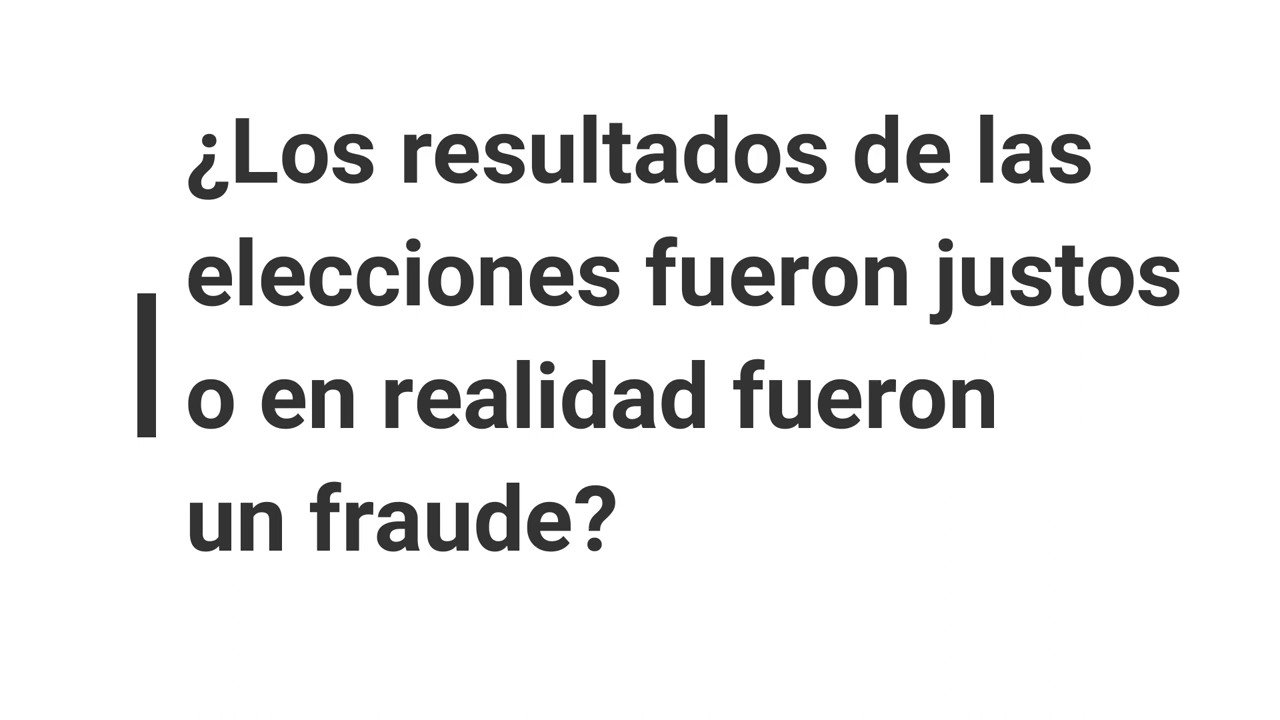 ¿Los resultados de las
elecciones fueron justos
o en realidad fueron
un fraude?